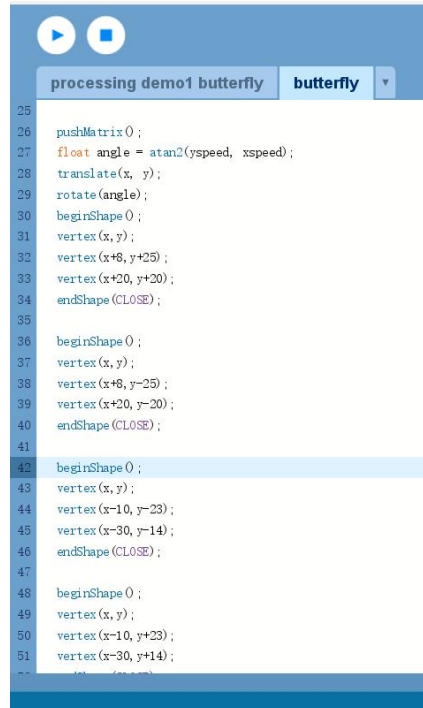 processing demo1 butterfly butterfly
25
26 pushMatrix();
27 float angle = atan2(yspeed, xspeed);
28 translate(x, y);
29 rotate(angle);
30 beginShape();
31 vertex(x,y);
32 vertex(x+8,y+25);
33 vertex(x+20,y+20);
34 endShape(CLOSE);
35
36 beginShape();
37 vertex(x,y);
38 vertex(x+8,y-25);
39 vertex(x+20,y-20);
40 endShape(CLOSE);
41
42 beginShape();
43 vertex(x,y);
44 vertex(x-10,y-23);
45 vertex(x-30,y-14);
46 endShape(CLOSE);
47
48 beginShape();
49 vertex(x,y);
50 vertex(x-10,y+23);
51 vertex(x-30,y+14);